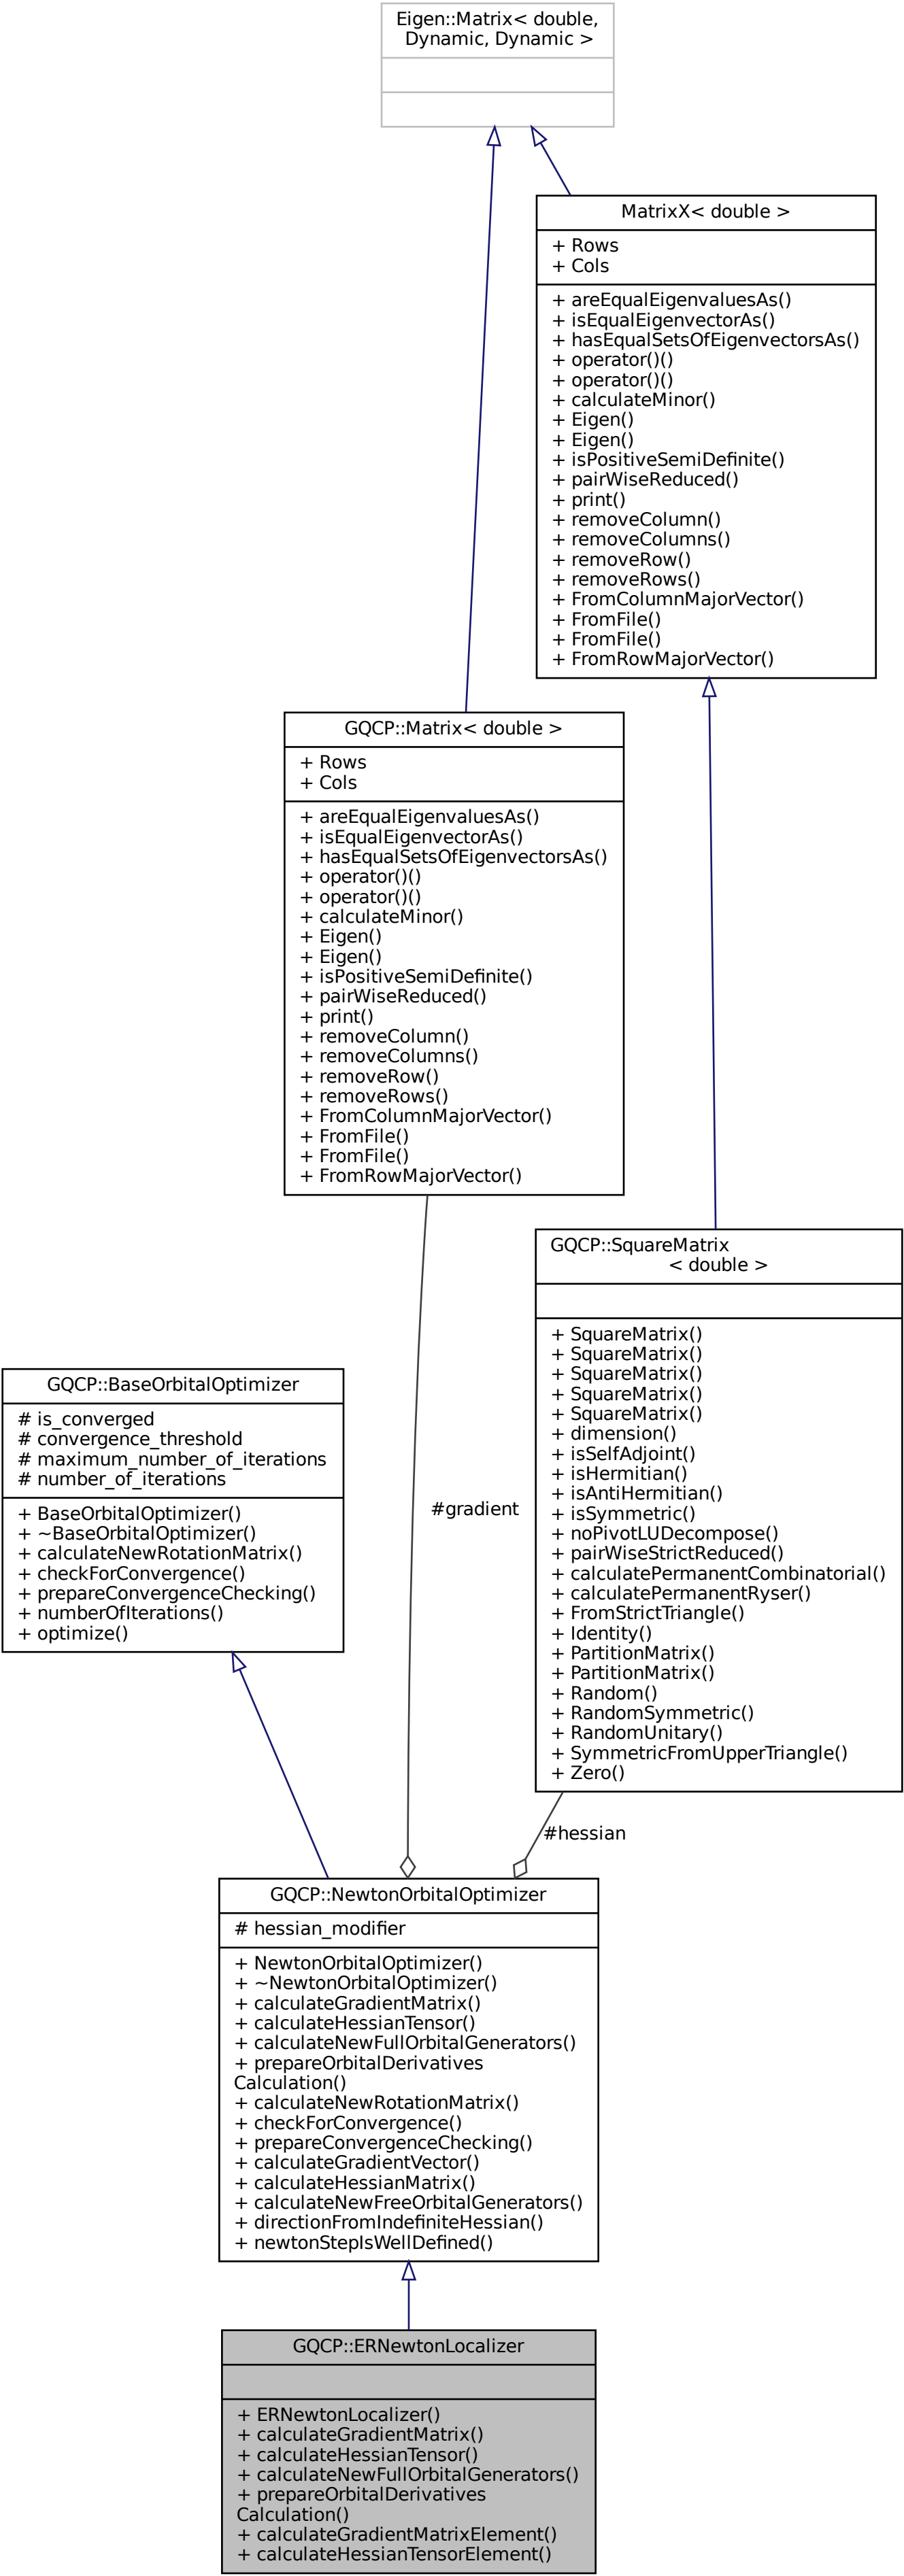 Eigen::Matrix< double,
Dynamic, Dynamic >
MatrixX< double >
+ Rows
+ Cols
+ areEqualEigenvaluesAs()
+ isEqualEigenvectorAs()
+ hasEqualSetsOfEigenvectorsAs()
+ operator()()
+ operator()()
+ calculateMinor()
+ Eigen()
+ Eigen()
+ isPositiveSemiDefinite()
+ pairWiseReduced()
+ print()
+ removeColumn()
+ removeColumns()
+ removeRow()
+ removeRows()
+ FromColumnMajorVector()
+ FromFile()
+ FromFile()
+ FromRowMajorVector()
GQCP::Matrix< double >
+ Rows
+ Cols
+ areEqualEigenvaluesAs()
+ isEqualEigenvectorAs()
+ hasEqualSetsOfEigenvectorsAs()
+ operator()()
+ operator()()
+ calculateMinor()
+ Eigen()
+ Eigen()
+ isPositiveSemiDefinite()
+ pairWiseReduced()
+ print()
+ removeColumn()
+ removeColumns()
+ removeRow()
+ removeRows()
+ FromColumnMajorVector()
+ FromFile()
+ FromFile()
+ FromRowMajorVector()
GQCP::SquareMatrix
< double >
+ SquareMatrix()
+ SquareMatrix()
+ SquareMatrix()
+ SquareMatrix()
+ SquareMatrix()
+ dimension()
+ isSelfAdjoint()
+ isHermitian()
+ isAntiHermitian()
+ isSymmetric()
+ noPivotLUDecompose()
+ pairWiseStrictReduced()
+ calculatePermanentCombinatorial()
+ calculatePermanentRyser()
+ FromStrictTriangle()
+ Identity()
+ PartitionMatrix()
+ PartitionMatrix()
+ Random()
+ RandomSymmetric()
+ RandomUnitary()
+ SymmetricFromUpperTriangle()
+ Zero()
GQCP::BaseOrbitalOptimizer
# is_converged
# convergence_threshold
# maximum_number_of_iterations
# number_of_iterations
+ BaseOrbitalOptimizer()
+ ~BaseOrbitalOptimizer()
+ calculateNewRotationMatrix()
+ checkForConvergence()
+ prepareConvergenceChecking()
+ numberOfIterations()
+ optimize()
#gradient
#hessian
GQCP::NewtonOrbitalOptimizer
# hessian_modifier
+ NewtonOrbitalOptimizer()
+ ~NewtonOrbitalOptimizer()
+ calculateGradientMatrix()
+ calculateHessianTensor()
+ calculateNewFullOrbitalGenerators()
+ prepareOrbitalDerivatives
Calculation()
+ calculateNewRotationMatrix()
+ checkForConvergence()
+ prepareConvergenceChecking()
+ calculateGradientVector()
+ calculateHessianMatrix()
+ calculateNewFreeOrbitalGenerators()
+ directionFromIndefiniteHessian()
+ newtonStepIsWellDefined()
GQCP::ERNewtonLocalizer
+ ERNewtonLocalizer()
+ calculateGradientMatrix()
+ calculateHessianTensor()
+ calculateNewFullOrbitalGenerators()
+ prepareOrbitalDerivatives
Calculation()
+ calculateGradientMatrixElement()
+ calculateHessianTensorElement()